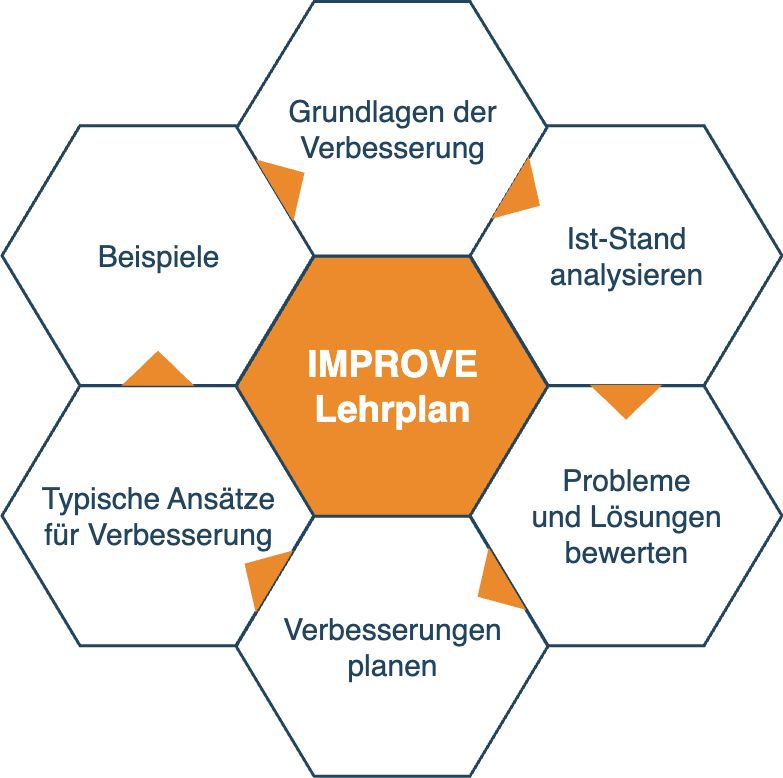 Grundlagen der
Verbesserung
Ist-Stand
analysieren
Probleme
und Lösungen
bewerten
Verbesserungen
planen
Typische Ansätze
für Verbesserung
Beispiele
IMPROVE
Lehrplan